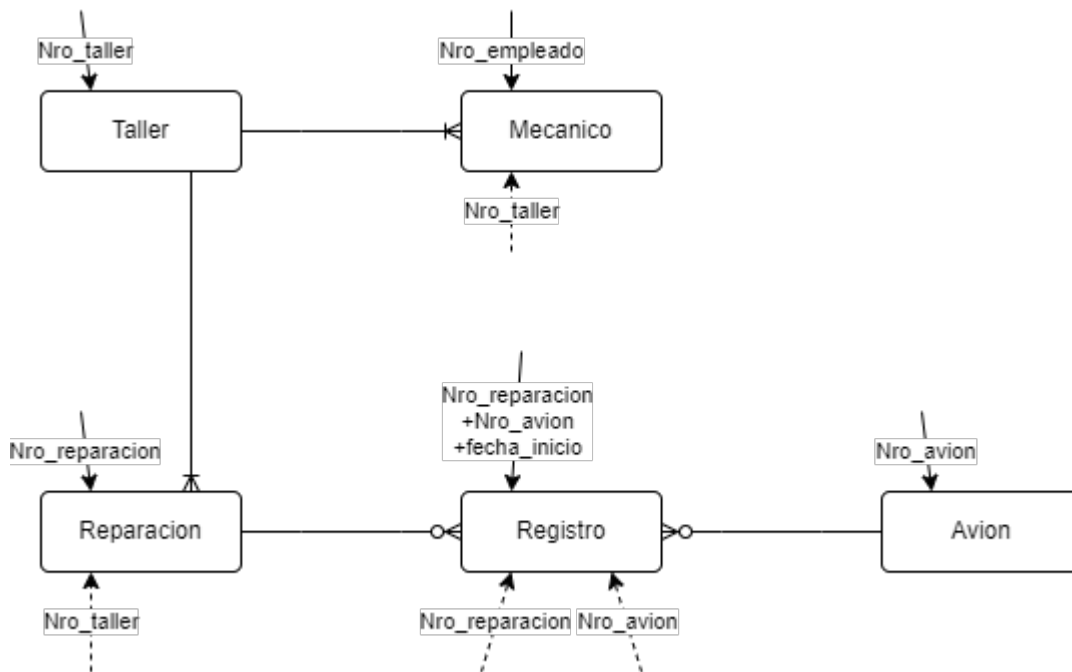 Nro_taller
Nro_empleado
Taller
Mecanico
Nro_taller
Nro_reparacion
+Nro_avion
+fecha_inicio
Nro_reparacion
Nro_avion
Reparacion
Registro
Avion
Nro_taller
Nro_reparacion
Nro_avion